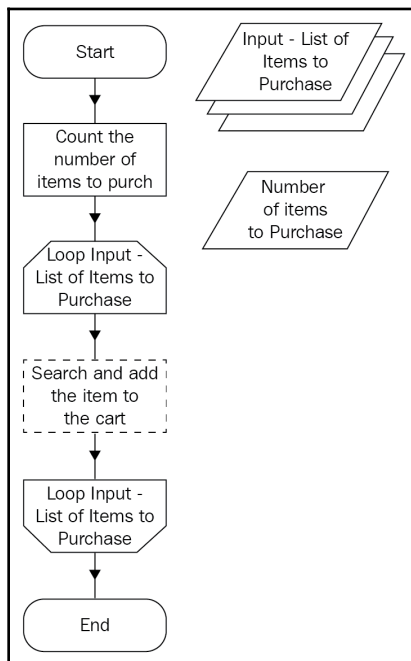 Start
Count the
number of
items to purch
Loop Input -
List of Items to
Purchase
Search and add
the item to
the cart
Loop Input -
List of Items to
Purchase
End
Input - List of
Items to
Purchase
Number
of items
to Purchase